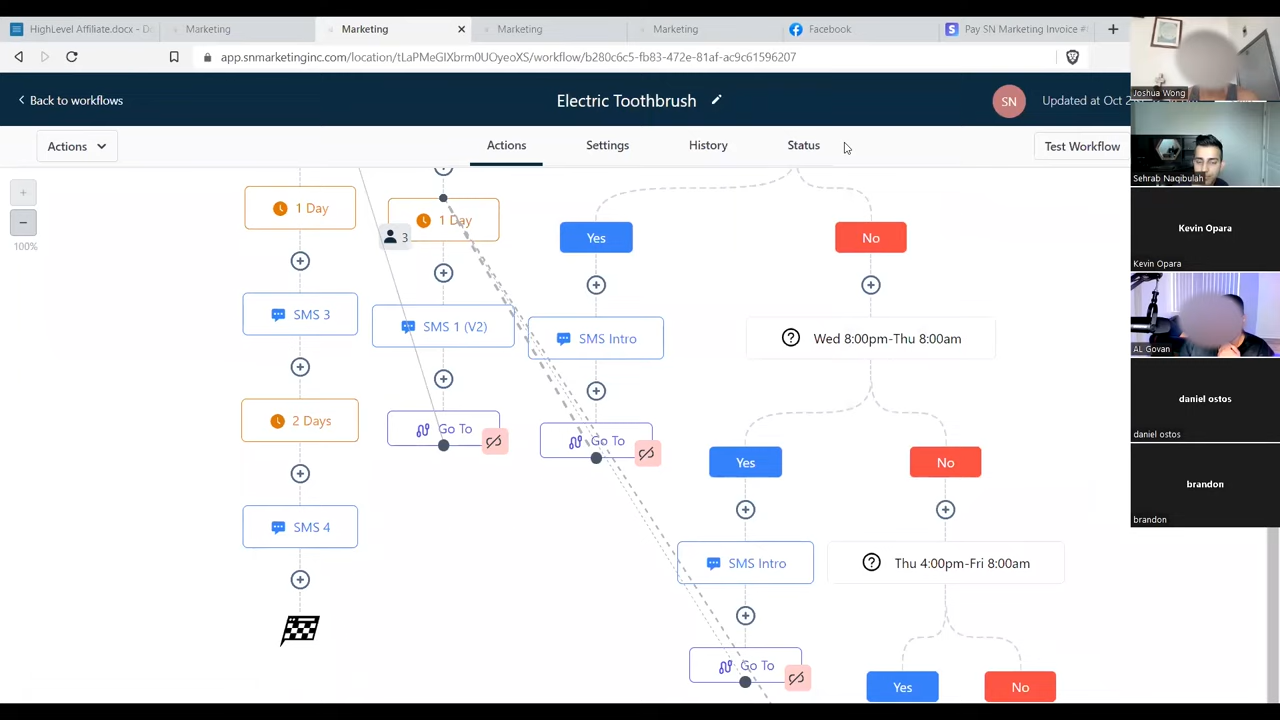 HighLevel Affiliate.docx - D
Marketing
Marketing
Marketing
Marketing
Facebook
Pay SN Marketing Invoice #
app.snmarketinginc.com/location/tLaPMeGIXbrm0UOyeoXS/workflow/b280c6c5-fb83-472e-81af-ac9c61596207
Back to workflows
Electric Toothbrush
SN
Updated at Oct 2
Actions
Actions
Settings
History
Status
Test Workflow
100%
1 Day
1 Day
3
Yes
No
SMS 3
SMS 1 (V2)
SMS Intro
Wed 8:00pm-Thu 8:00am
2 Days
Go To
Go To
Yes
No
SMS 4
SMS Intro
Thu 4:00pm-Fri 8:00am
Go To
Yes
No
Joshua Wong
Sehrab Naqibulah
Kevin Opara
Kevin Opara
AL Govan
daniel ostos
daniel ostos
brandon
brandon